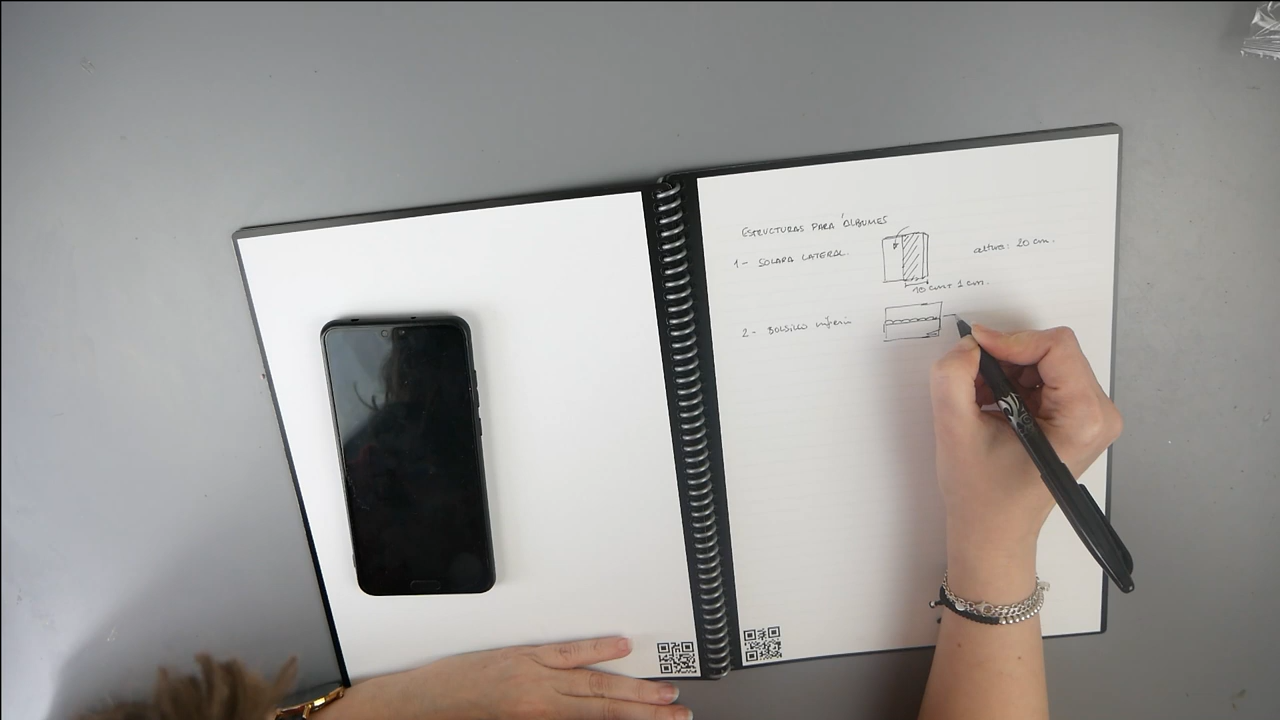 ESTRUCTURAS PARA ÁLBUMES
1- SOLAPA LATERAL. altura: 20 cm.
10 cm + 1 cm.
2- BOLSILLO inferior